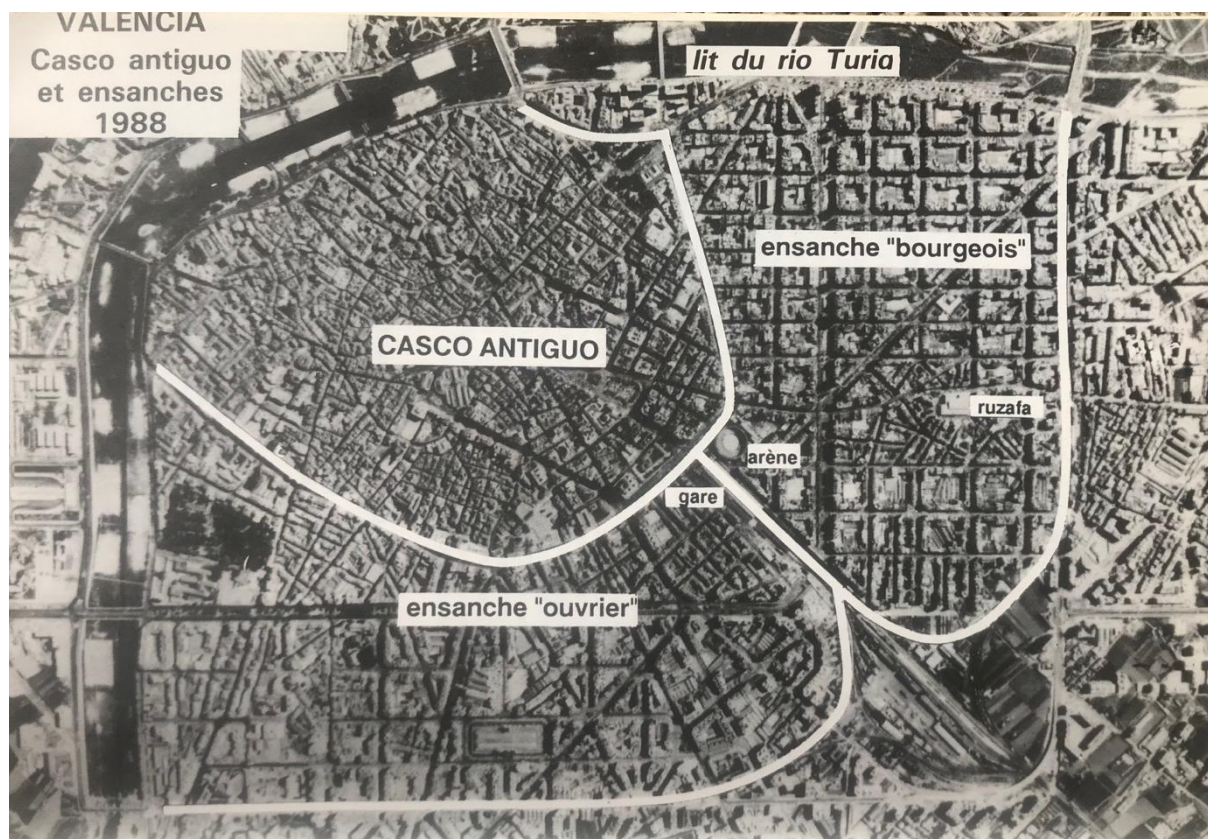 VALENCIA
Casco antiguo
et ensanches
1988
lit du rio Turia
ensanche "bourgeois"
CASCO ANTIGUO
ruzafa
arène
gare
ensanche "ouvrier"